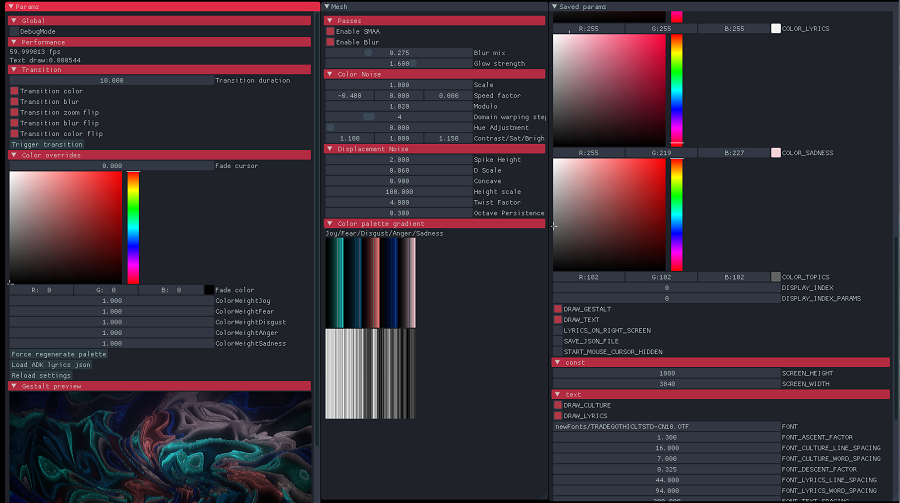 Params
Global
DebugMode
Performance
59.999813 fps
Text draw:0.000544
Transition
10.000 Transition duration
Transition color
Transition blur
Transition zoom flip
Transition blur flip
Transition color flip
Trigger transition
Color overrides
0.000 Fade cursor
R: 0 G: 0 B: 0 Fade color
1.000 ColorWeightJoy
1.000 ColorWeightFear
1.000 ColorWeightDisgust
1.000 ColorWeightAnger
1.000 ColorWeightSadness
Force regenerate palette
Load ADK lyrics json
Reload settings
Gestalt preview
Mesh
Passes
Enable SMAA
Enable Blur
0.275 Blur mix
1.600 Glow strength
Color Noise
1.000 Scale
-0.400 0.000 0.000 Speed factor
1.020 Modulo
4 Domain warping step
0.000 Hue Adjustment
1.100 1.000 1.150 Contrast/Sat/Brigh
Displacement Noise
2.000 Spike Height
0.060 D Scale
0.900 Concave
100.000 Height scale
4.000 Twist Factor
0.300 Octave Persistence
Color palette gradient
Joy/Fear/Disgust/Anger/Sadness
Saved params
R:255 G:255 B:255 COLOR_LYRICS
R:255 G:219 B:227 COLOR_SADNESS
R:102 G:102 B:102 COLOR_TOPICS
0 DISPLAY_INDEX
0 DISPLAY_INDEX_PARAMS
DRAW_GESTALT
DRAW_TEXT
LYRICS_ON_RIGHT_SCREEN
SAVE_JSON_FILE
START_MOUSE_CURSOR_HIDDEN
const
1080 SCREEN_HEIGHT
3840 SCREEN_WIDTH
text
DRAW_CULTURE
DRAW_LYRICS
newFonts/TRADEGOTHICLTSTD-CN18.OTF FONT
1.300 FONT_ASCENT_FACTOR
16.000 FONT_CULTURE_LINE_SPACING
7.000 FONT_CULTURE_WORD_SPACING
0.325 FONT_DESCENT_FACTOR
44.000 FONT_LYRICS_LINE_SPACING
94.000 FONT_LYRICS_WORD_SPACING